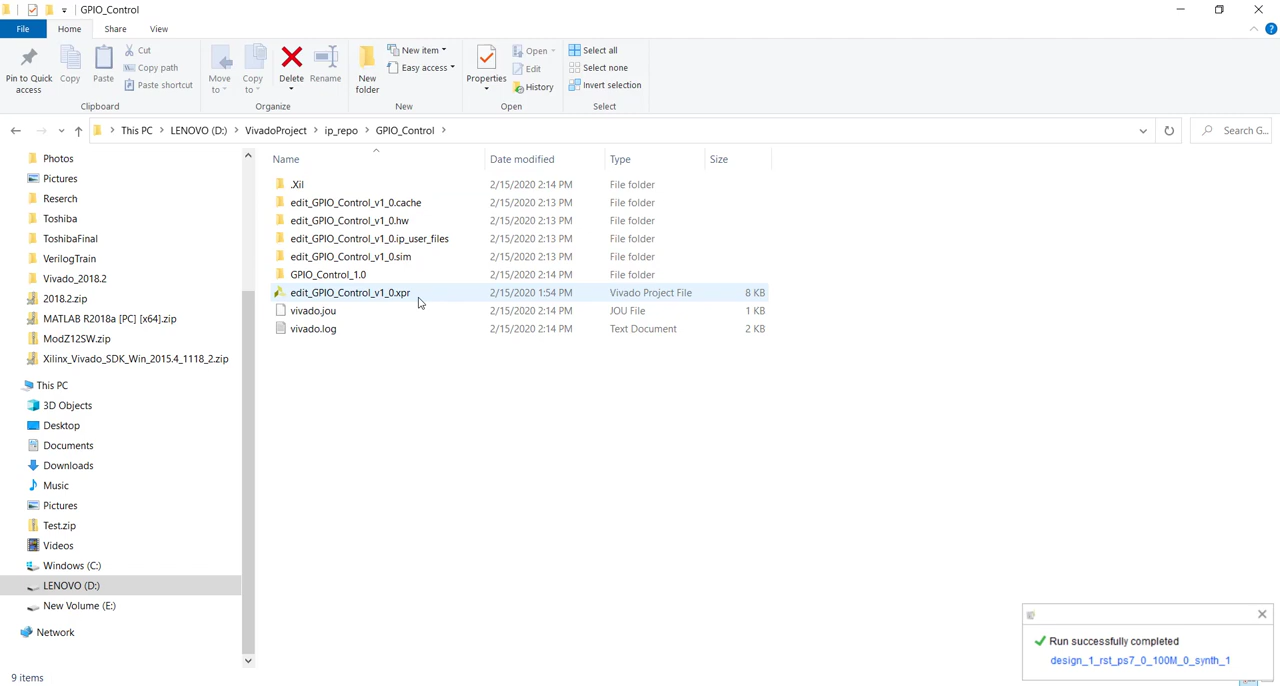 GPIO_Control
File Home Share View
Pin to Quick access
Copy
Paste
Cut
Copy path
Paste shortcut
Clipboard
Move to
Copy to
Delete
Rename
Organize
New folder
New item
Easy access
New
Properties
Open
Edit
History
Open
Select all
Select none
Invert selection
Select
This PC > LENOVO (D:) > VivadoProject > ip_repo > GPIO_Control >
Search G...
Photos
Pictures
Reserch
Toshiba
ToshibaFinal
VerilogTrain
Vivado_2018.2
2018.2.zip
MATLAB R2018a [PC] [x64].zip
ModZ12SW.zip
Xilinx_Vivado_SDK_Win_2015.4_1118_2.zip
This PC
3D Objects
Desktop
Documents
Downloads
Music
Pictures
Test.zip
Videos
Windows (C:)
LENOVO (D:)
New Volume (E:)
Network
Name Date modified Type Size
.Xil 2/15/2020 2:14 PM File folder
edit_GPIO_Control_v1_0.cache 2/15/2020 2:13 PM File folder
edit_GPIO_Control_v1_0.hw 2/15/2020 2:13 PM File folder
edit_GPIO_Control_v1_0.ip_user_files 2/15/2020 2:13 PM File folder
edit_GPIO_Control_v1_0.sim 2/15/2020 2:13 PM File folder
GPIO_Control_1.0 2/15/2020 2:14 PM File folder
edit_GPIO_Control_v1_0.xpr 2/15/2020 1:54 PM Vivado Project File 8 KB
vivado.jou 2/15/2020 2:14 PM JOU File 1 KB
vivado.log 2/15/2020 2:14 PM Text Document 2 KB
Run successfully completed
design_1_rst_ps7_0_100M_0_synth_1
9 items